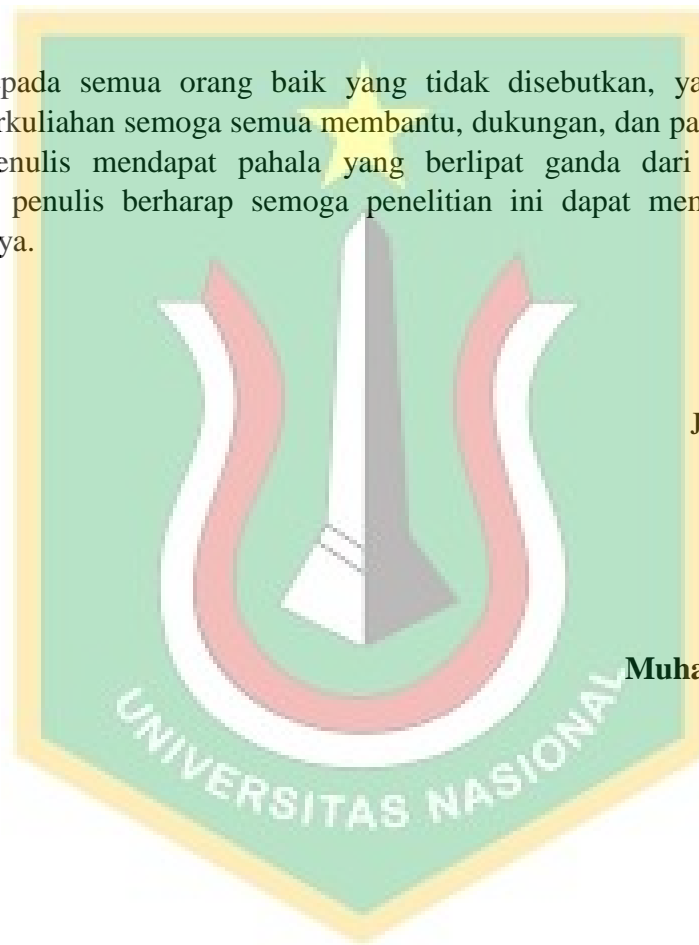 pada semua orang baik yang tidak disebutkan, ya
kuliahan semoga semua membantu, dukungan, dan pa
enulis mendapat pahala yang berlipat ganda dari
penulis berharap semoga penelitian ini dapat men
ya.
J
Muha
UNIVERSITAS NASIONAL